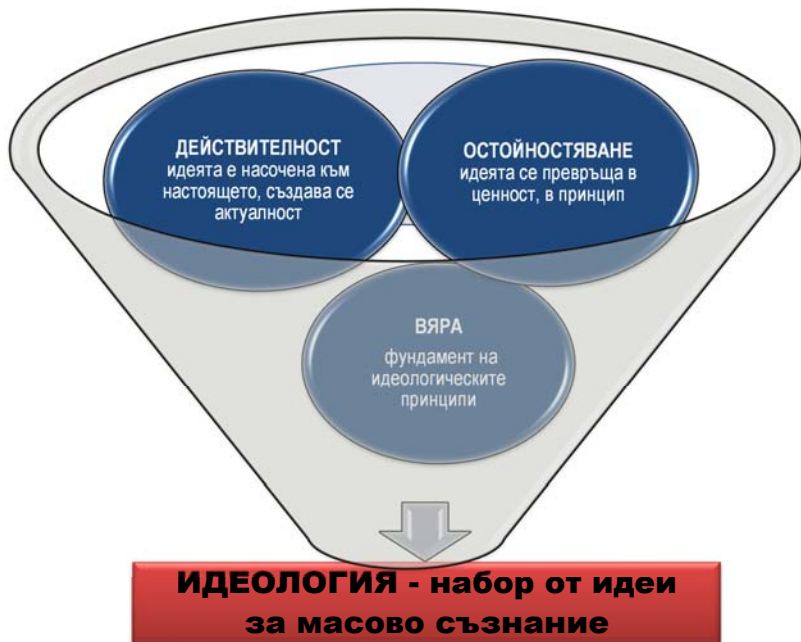 ДЕЙСТВИТЕЛНОСТ
идеята е насочена към
настоящето, създава се
актуалност
ОСТОЙНОСТЯВАНЕ
идеята се превръща в
ценност, в принцип
ВЯРА
фундамент на
идеологическите
принципи
ИДЕОЛОГИЯ - набор от идеи
за масово съзнание